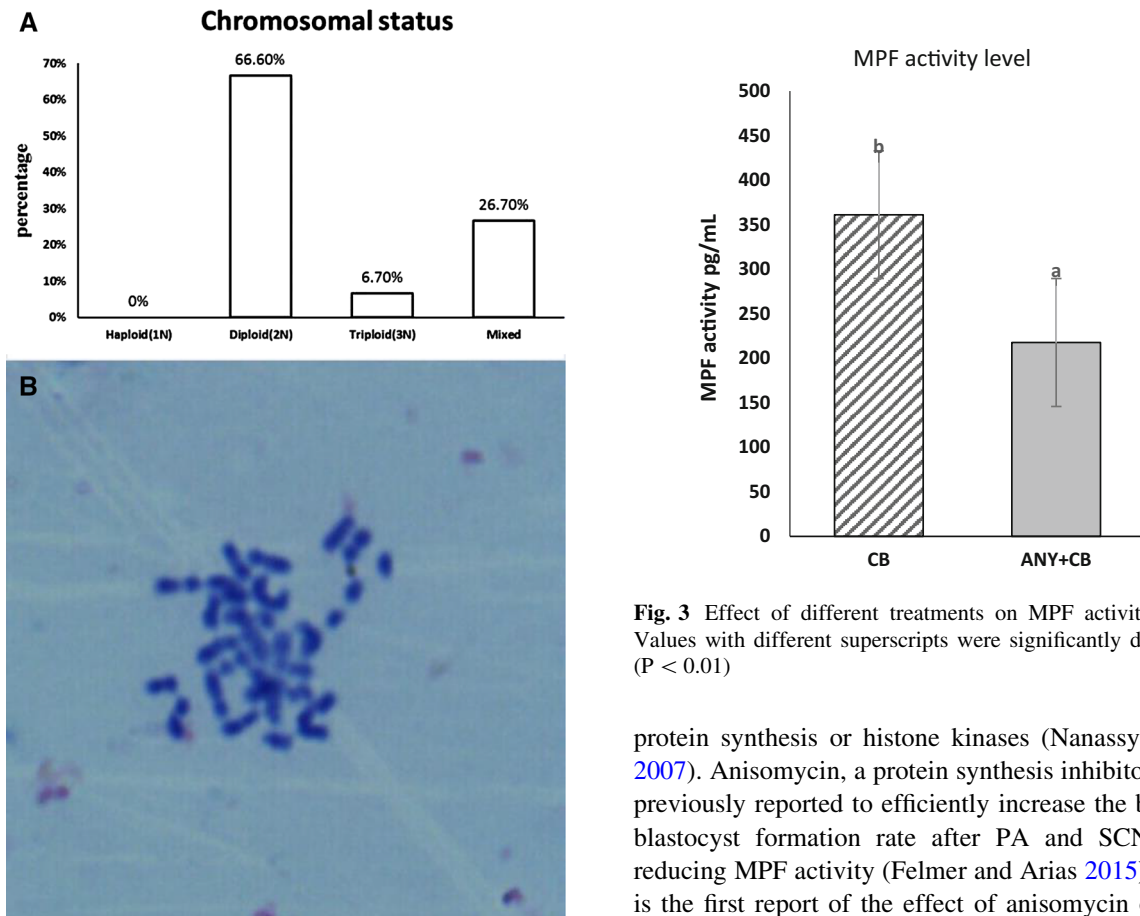 A
Chromosomal status
percentage
70%
60%
50%
40%
30%
20%
10%
0%
0%
66.60%
6.70%
26.70%
Haploid(1N)
Diploid(2N)
Triploid(3N)
Mixed
B
MPF activity level
MPF activity pg/mL
500
450
400
350
300
250
200
150
100
50
0
b
a
CB
ANY+CB
Fig. 3 Effect of different treatments on MPF activit
Values with different superscripts were significantly d
(P < 0.01)
protein synthesis or histone kinases (Nanassy
2007). Anisomycin, a protein synthesis inhibito
previously reported to efficiently increase the b
blastocyst formation rate after PA and SCN
reducing MPF activity (Felmer and Arias 2015)
is the first report of the effect of anisomycin